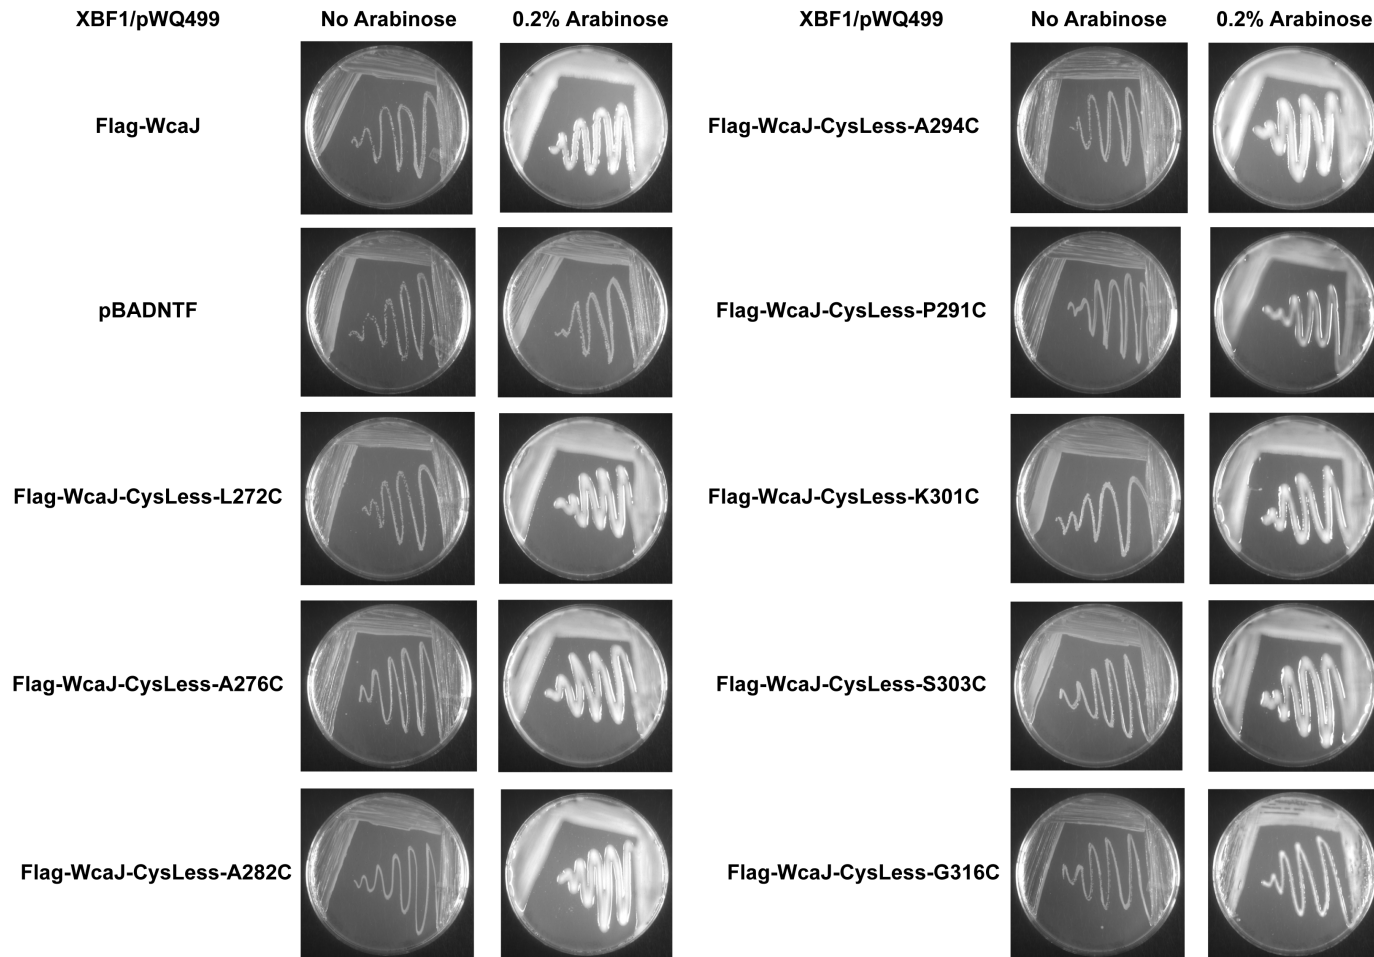 XBF1/pWQ499 No Arabinose 0.2% Arabinose XBF1/pWQ499 No Arabinose 0.2% Arabinose
Flag-WcaJ Flag-WcaJ-CysLess-A294C
pBADNTF Flag-WcaJ-CysLess-P291C
Flag-WcaJ-CysLess-L272C Flag-WcaJ-CysLess-K301C
Flag-WcaJ-CysLess-A276C Flag-WcaJ-CysLess-S303C
Flag-WcaJ-CysLess-A282C Flag-WcaJ-CysLess-G316C